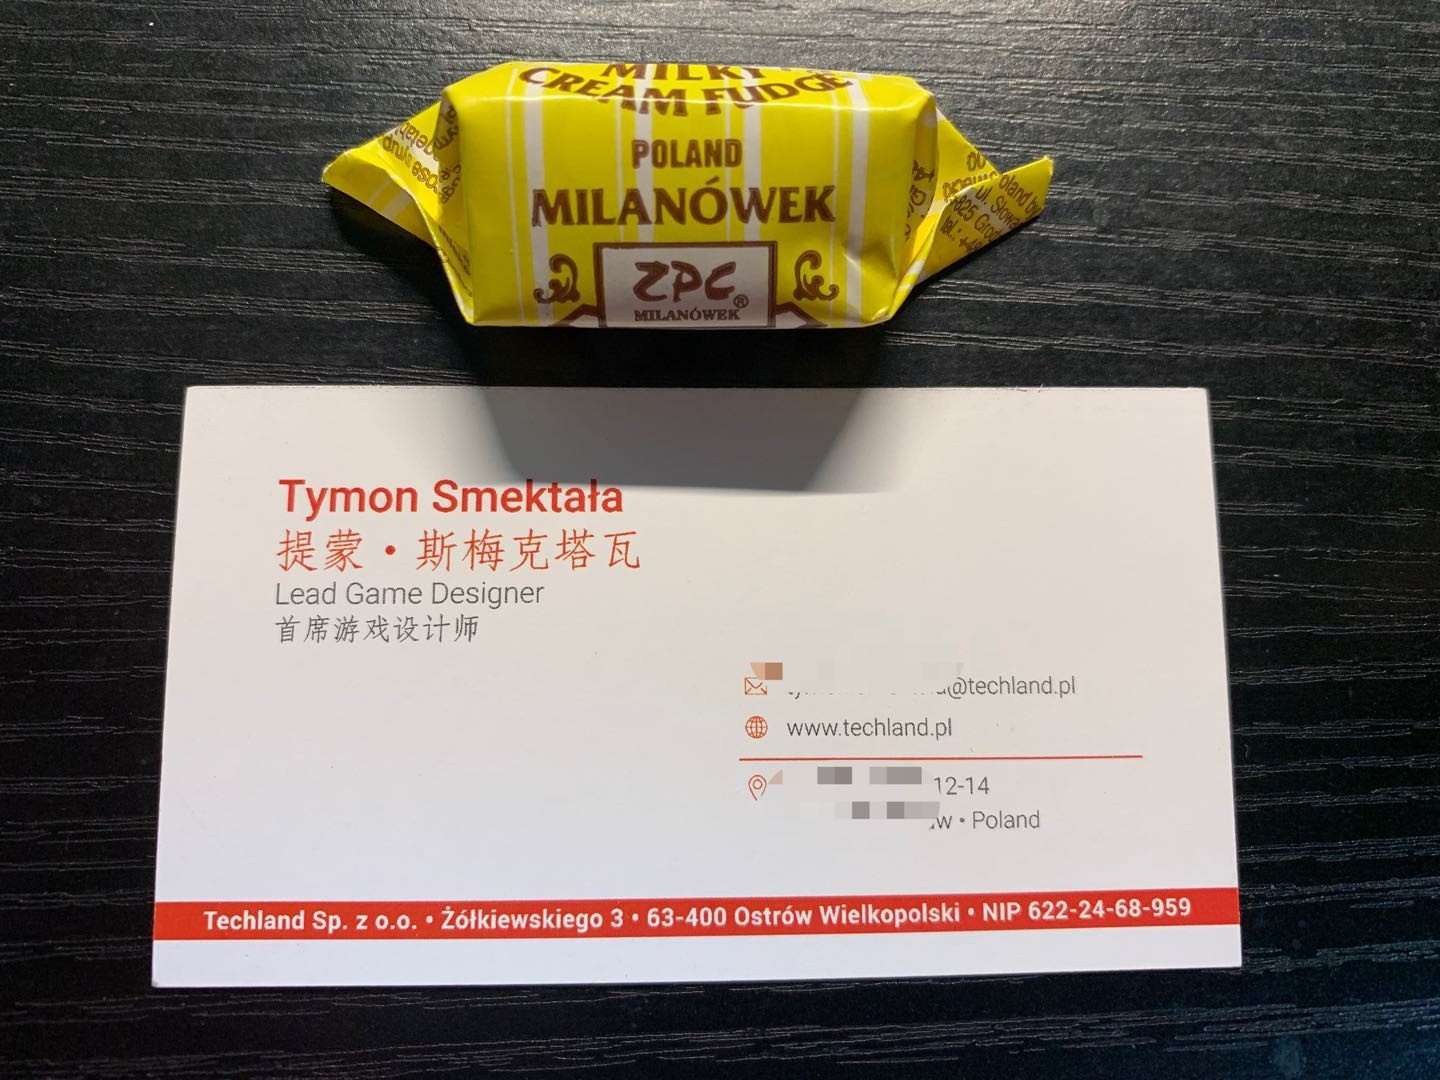 MILKY
CREAM FUDGE
POLAND
MILANÓWEK
ZPC®
MILANÓWEK
Tymon Smektała
提蒙·斯梅克塔瓦
Lead Game Designer
首席游戏设计师
@techland.pl
www.techland.pl
12-14
• Poland
Techland Sp. z o.o. • Żółkiewskiego 3 • 63-400 Ostrów Wielkopolski • NIP 622-24-68-959